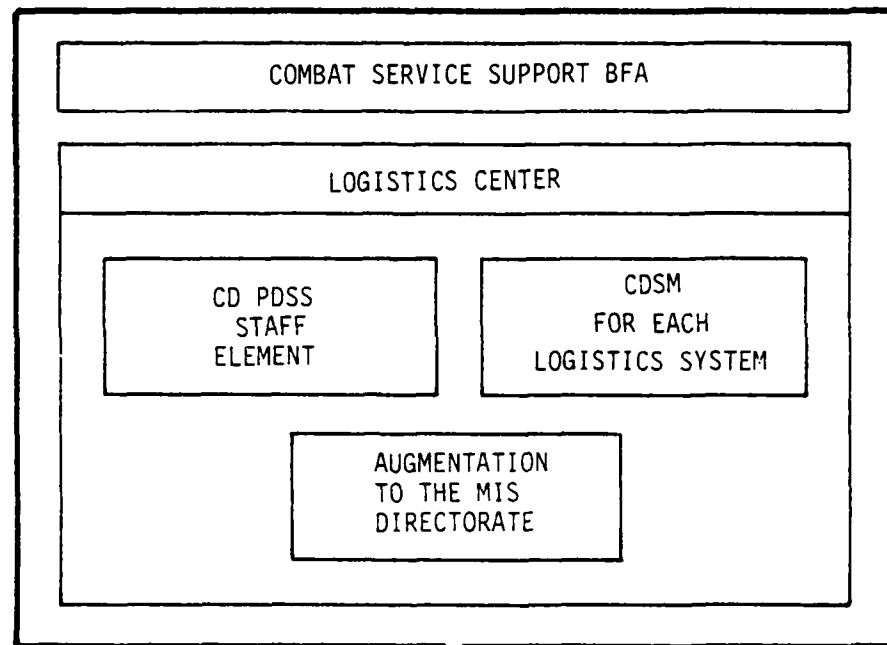 COMBAT SERVICE SUPPORT BFA
LOGISTICS CENTER
CD PDSS
STAFF
ELEMENT
CDSM
FOR EACH
LOGISTICS SYSTEM
AUGMENTATION
TO THE MIS
DIRECTORATE